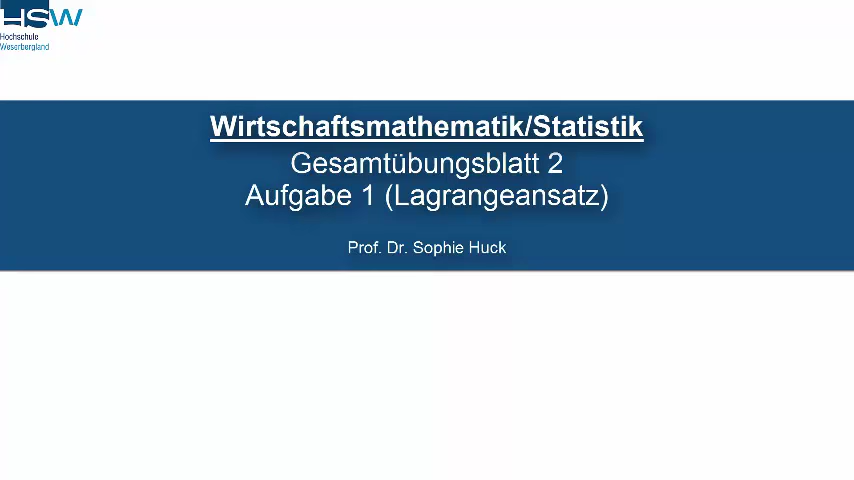 HSW
Hochschule
Weserbergland
Wirtschaftsmathematik/Statistik
Gesamtübungsblatt 2
Aufgabe 1 (Lagrangeansatz)
Prof. Dr. Sophie Huck